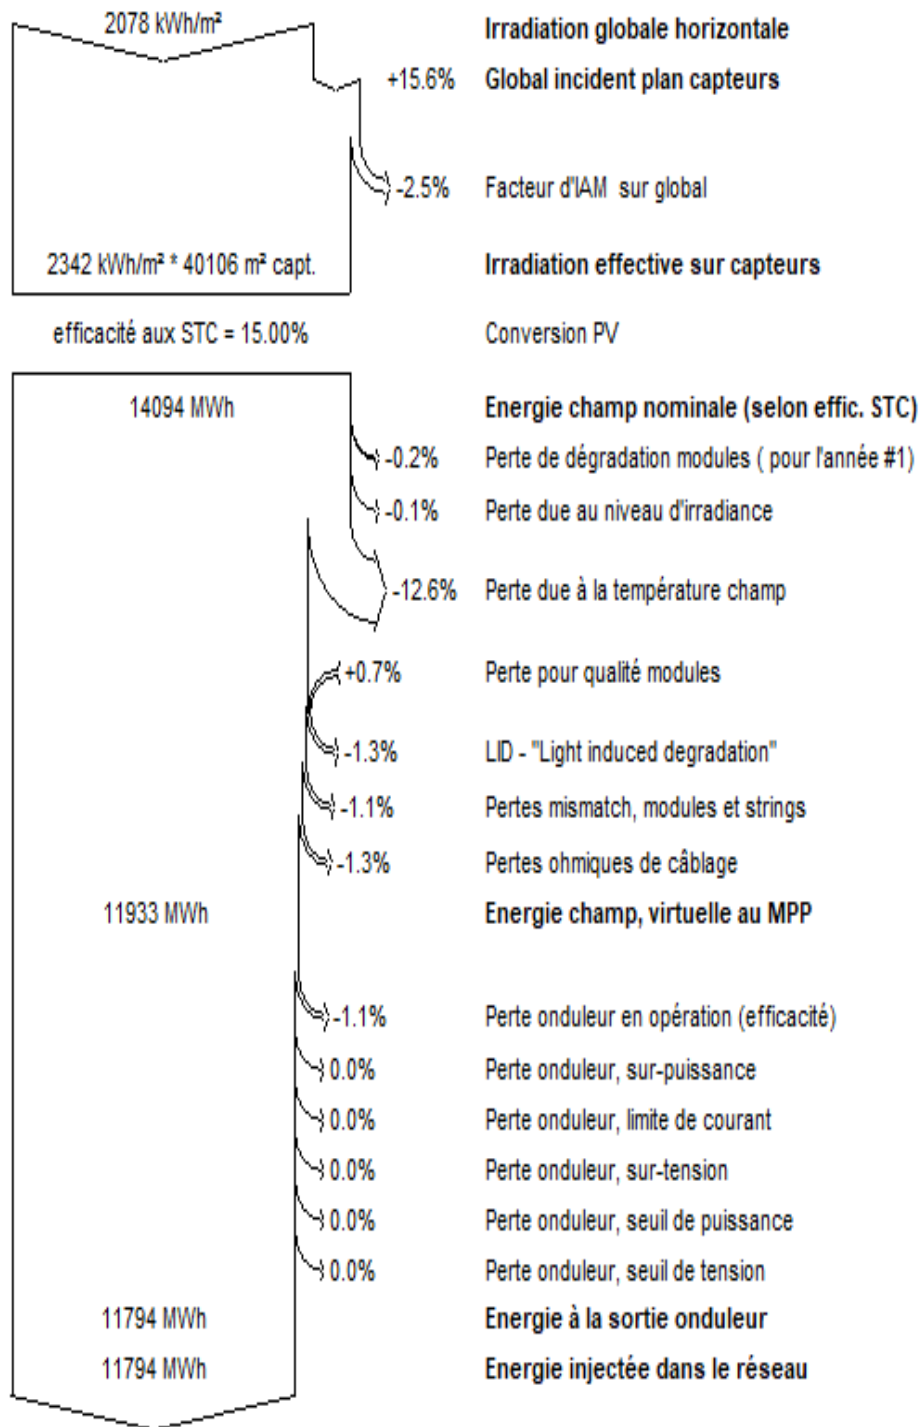 2078 kWh/m² Irradiation globale horizontale
+15.6% Global incident plan capteurs
-2.5% Facteur d'IAM sur global
2342 kWh/m² * 40106 m² capt. Irradiation effective sur capteurs
efficacité aux STC = 15.00% Conversion PV
14094 MWh Energie champ nominale (selon effic. STC)
-0.2% Perte de dégradation modules ( pour l'année #1)
-0.1% Perte due au niveau d'irradiance
-12.6% Perte due à la température champ
+0.7% Perte pour qualité modules
-1.3% LID - "Light induced degradation"
-1.1% Pertes mismatch, modules et strings
-1.3% Pertes ohmiques de câblage
11933 MWh Energie champ, virtuelle au MPP
-1.1% Perte onduleur en opération (efficacité)
0.0% Perte onduleur, sur-puissance
0.0% Perte onduleur, limite de courant
0.0% Perte onduleur, sur-tension
0.0% Perte onduleur, seuil de puissance
0.0% Perte onduleur, seuil de tension
11794 MWh Energie à la sortie onduleur
11794 MWh Energie injectée dans le réseau